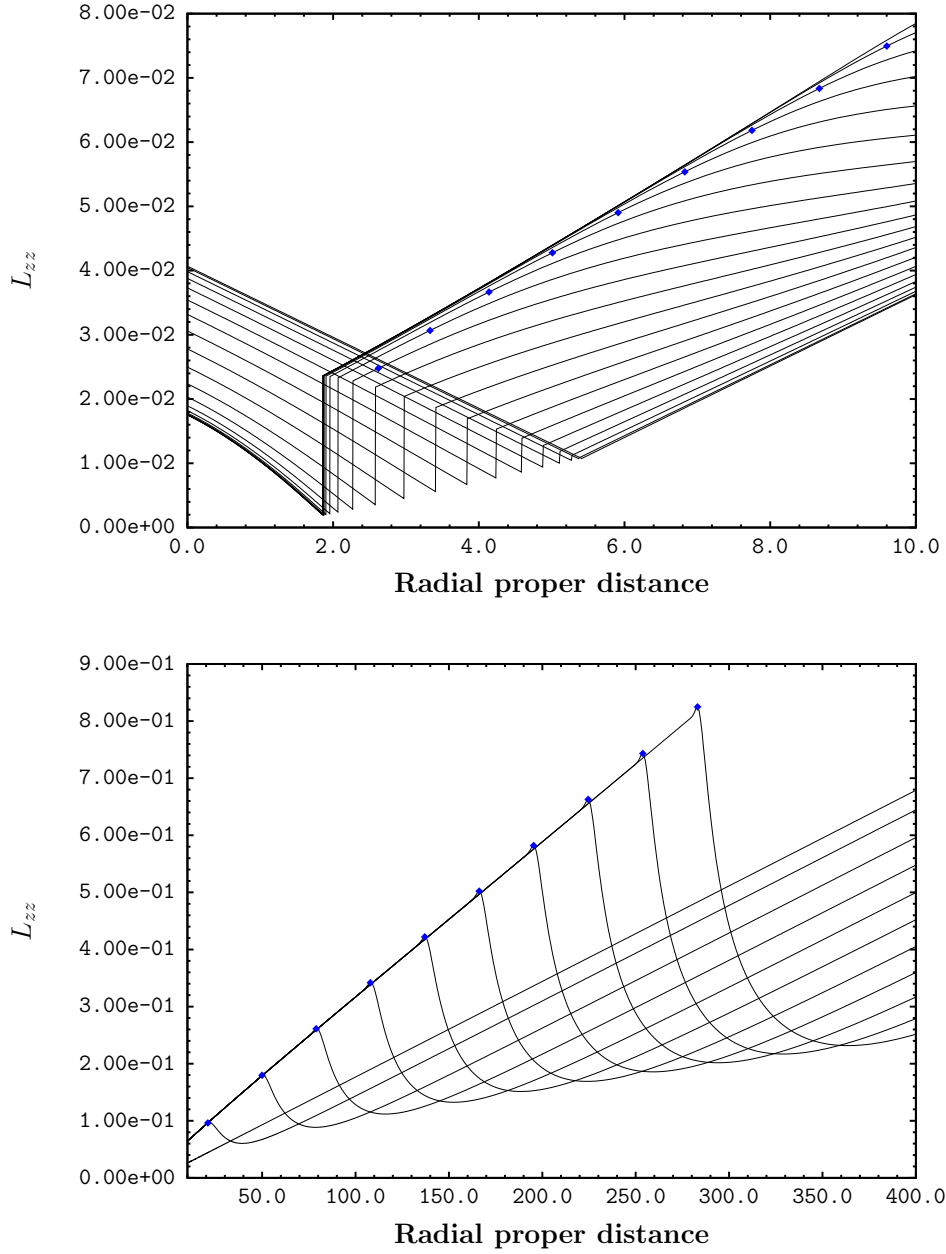 8.00e-02
7.00e-02
6.00e-02
5.00e-02
4.00e-02
3.00e-02
2.00e-02
1.00e-02
0.00e+00
L_{zz}
0.0 2.0 4.0 6.0 8.0 10.0
Radial proper distance
9.00e-01
8.00e-01
7.00e-01
6.00e-01
5.00e-01
4.00e-01
3.00e-01
2.00e-01
1.00e-01
0.00e+00
L_{zz}
50.0 100.0 150.0 200.0 250.0 300.0 350.0 400.0
Radial proper distance